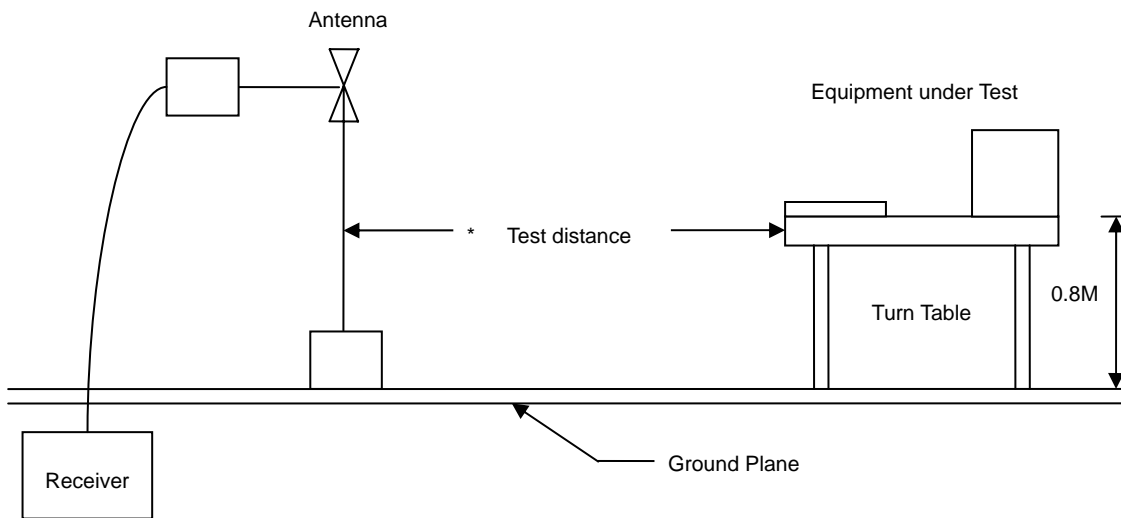 Antenna
Equipment under Test
* Test distance
0.8M
Turn Table
Ground Plane
Receiver